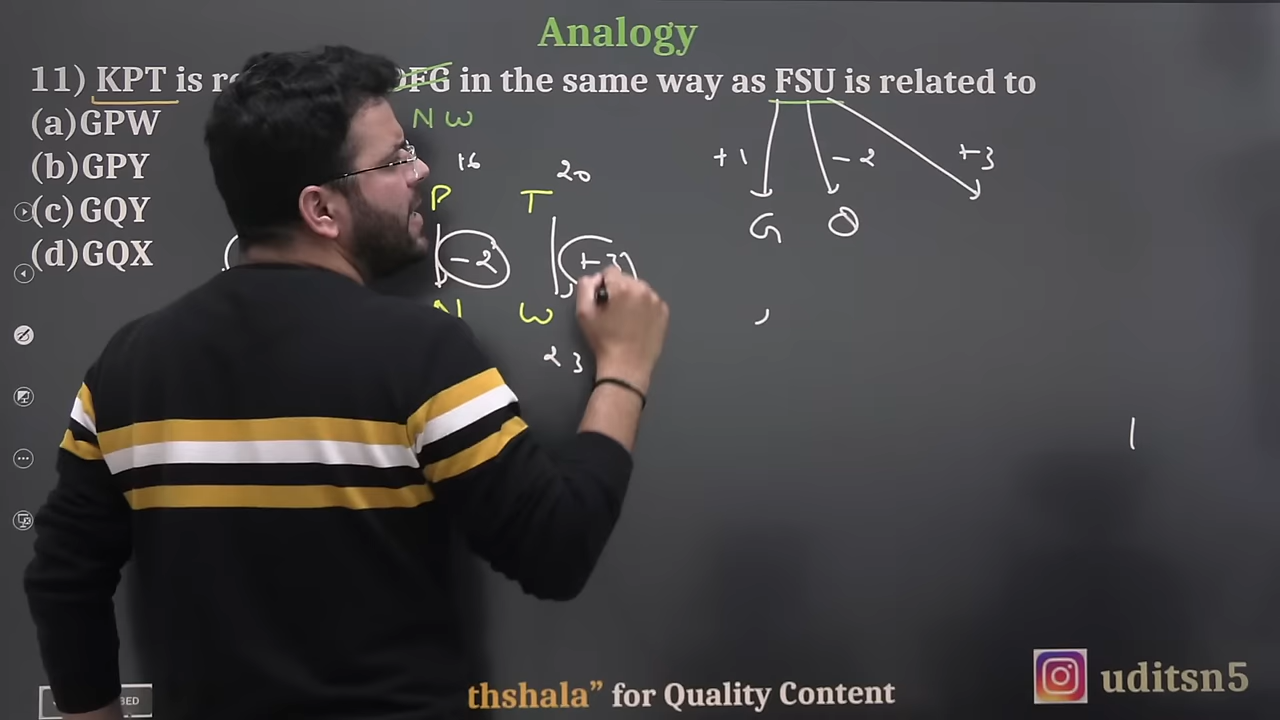 Analogy
11) KPT is re DFG in the same way as FSU is related to
(a) GPW
N W
(b) GPY
16
20
+1
-2
+3
P
T
(c) GQY
G
O
(d) GQX
-2
+3
N
W
23
thshala” for Quality Content
uditsn5